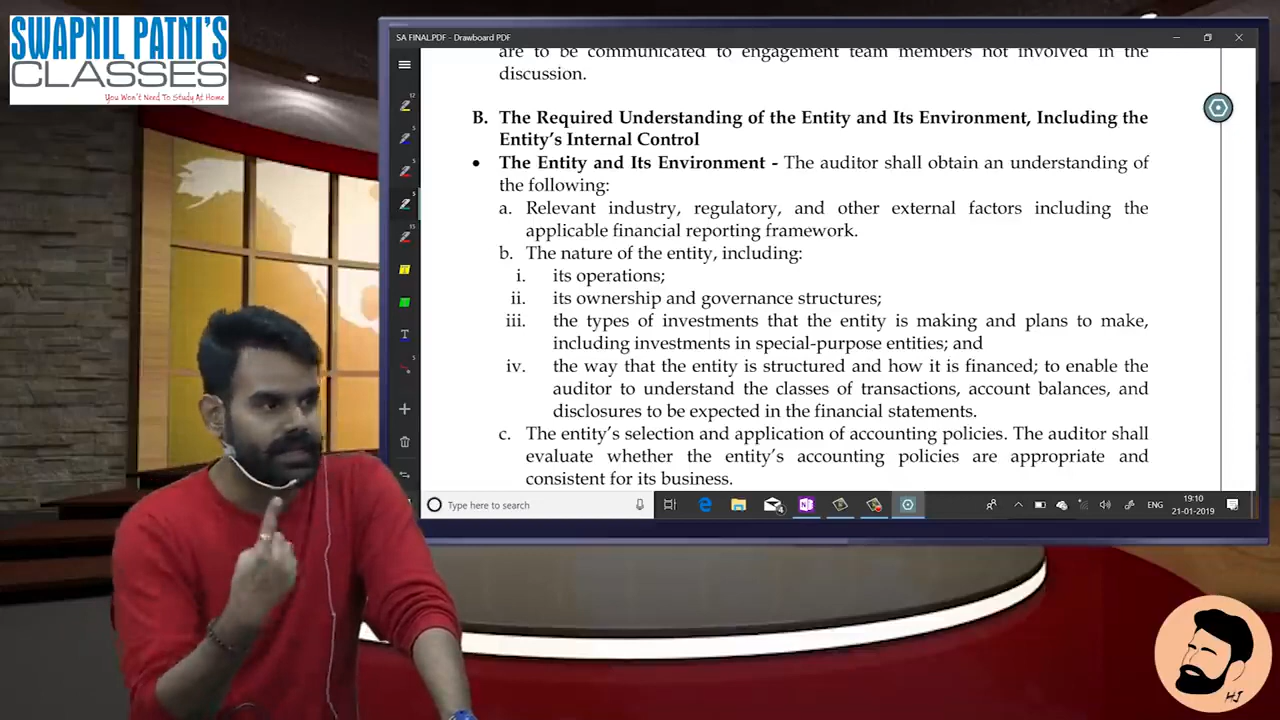 SWAPNIL PATNI'S
CLASSES
You Won't Need To Study At Home
SA FINAL.PDF - Drawboard PDF
are to be communicated to engagement team members not involved in the
discussion.
B. The Required Understanding of the Entity and Its Environment, Including the
Entity's Internal Control
• The Entity and Its Environment - The auditor shall obtain an understanding of
the following:
a. Relevant industry, regulatory, and other external factors including the
applicable financial reporting framework.
b. The nature of the entity, including:
i. its operations;
ii. its ownership and governance structures;
iii. the types of investments that the entity is making and plans to make,
including investments in special-purpose entities; and
iv. the way that the entity is structured and how it is financed; to enable the
auditor to understand the classes of transactions, account balances, and
disclosures to be expected in the financial statements.
c. The entity's selection and application of accounting policies. The auditor shall
evaluate whether the entity's accounting policies are appropriate and
consistent for its business.
Type here to search
ENG
19:10
21-01-2019
HJ